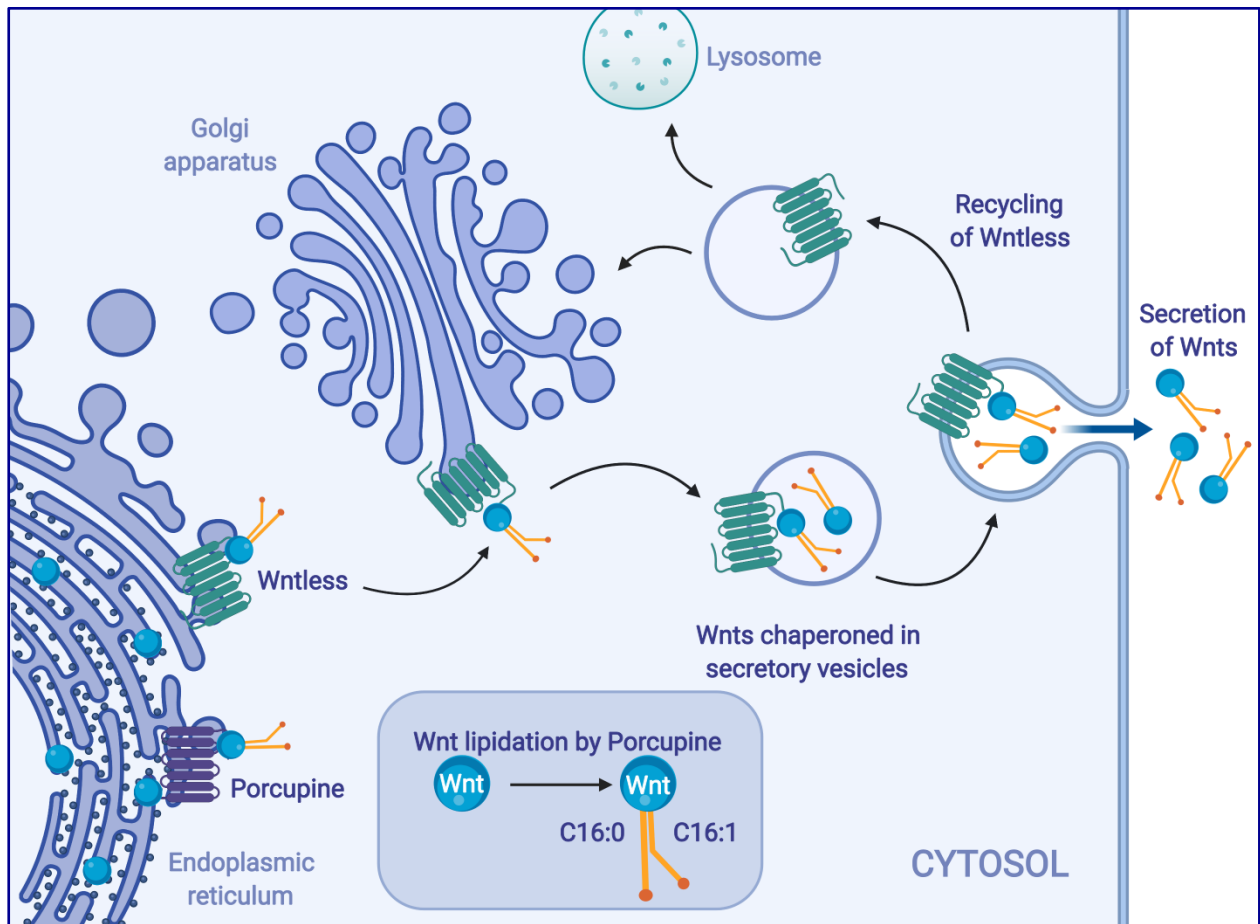 Lysosome
Golgi
apparatus
Recycling
of Wntless
Secretion
of Wnts
Wntless
Wnts chaperoned in
secretory vesicles
Porcupine
Endoplasmic
reticulum
Wnt lipidation by Porcupine
Wnt
Wnt
C16:0
C16:1
CYTOSOL